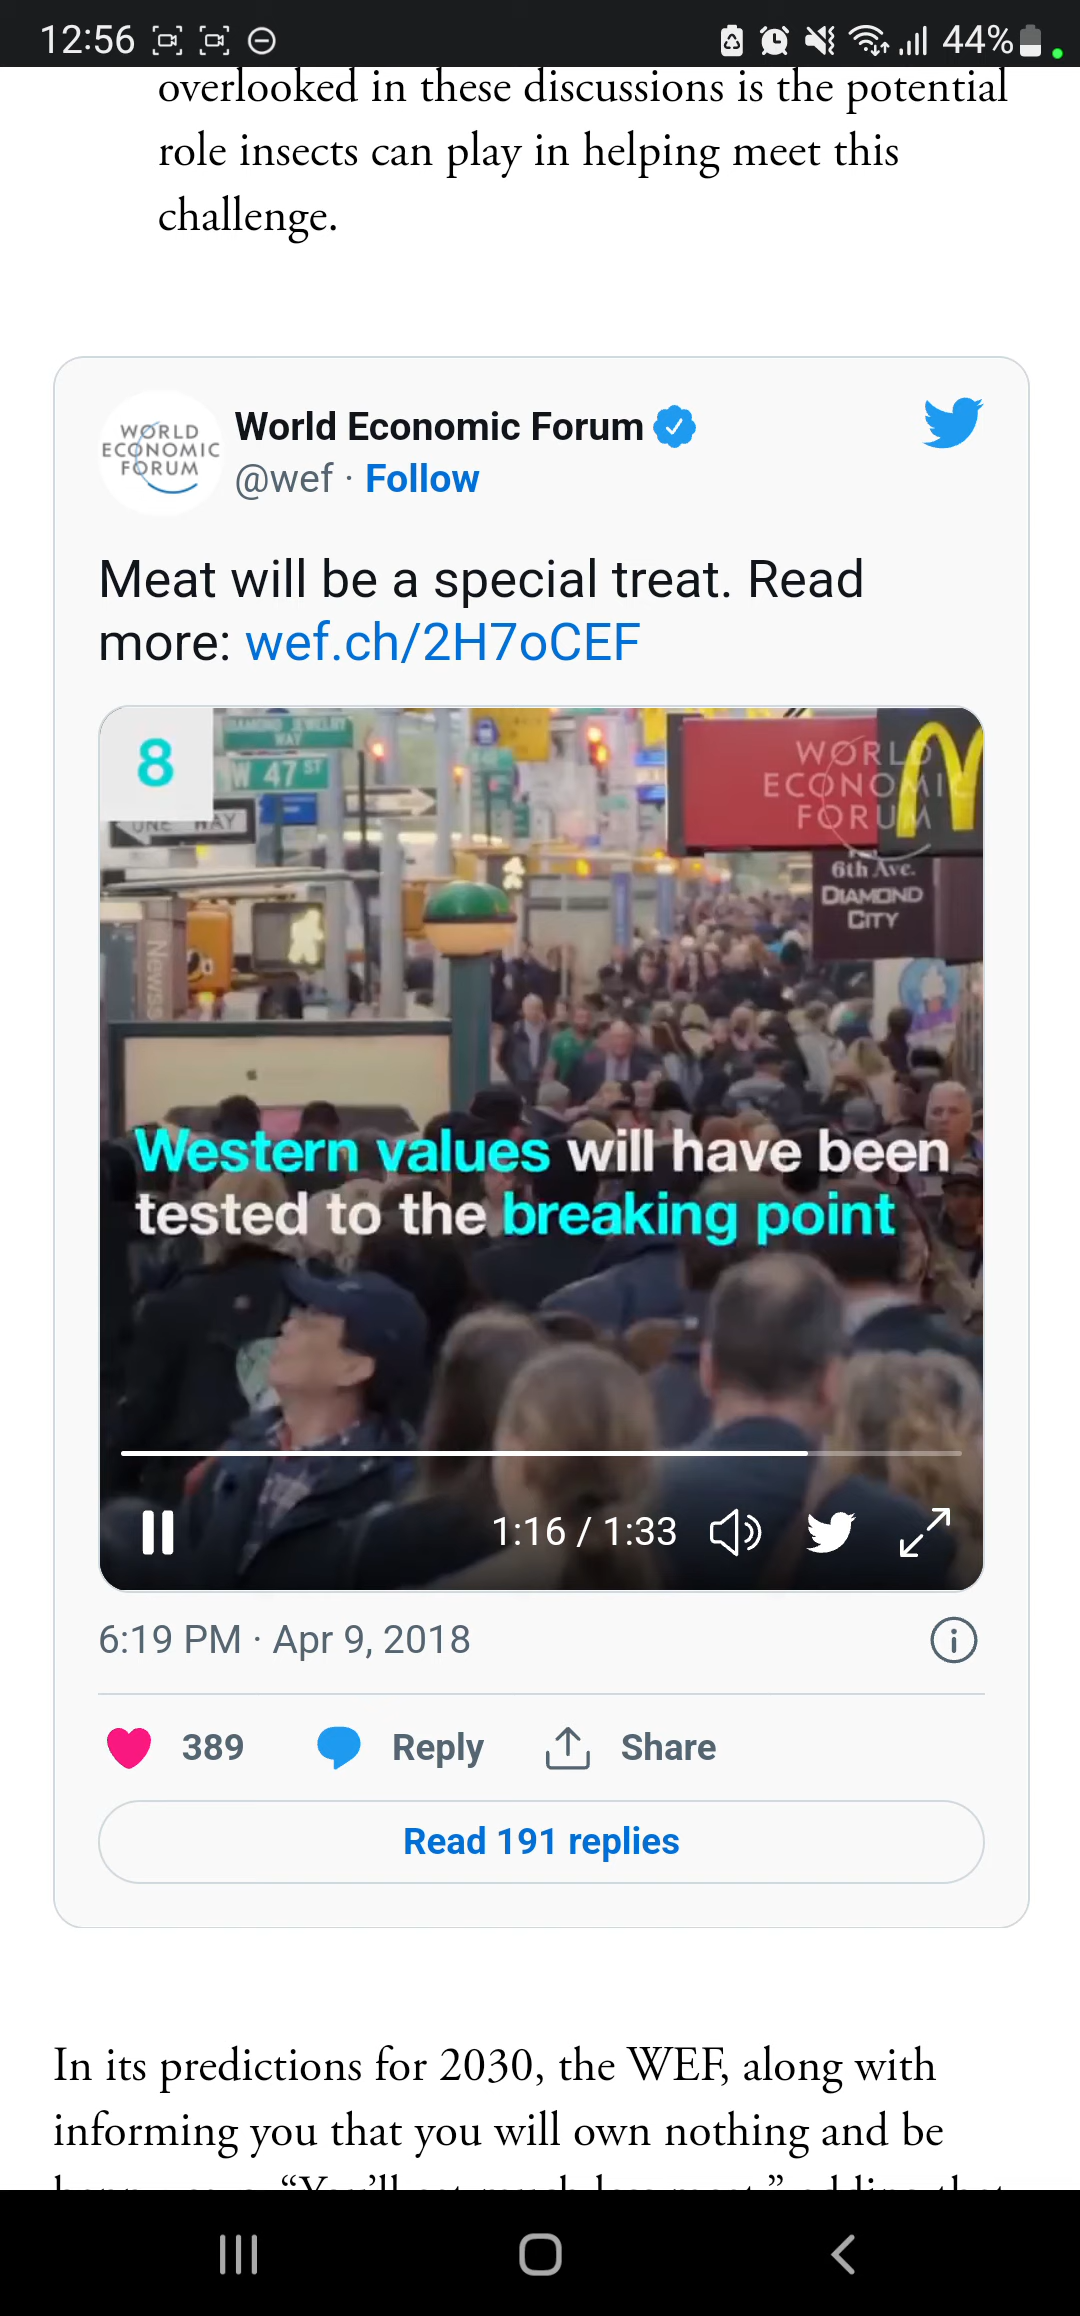 12:56
44%
overlooked in these discussions is the potential
role insects can play in helping meet this
challenge.
WORLD
ECONOMIC
FORUM
World Economic Forum
@wef · Follow
Meat will be a special treat. Read
more: wef.ch/2H7oCEF
8
DIAMOND JEWELRY
WAY
W 47 ST
ONE WAY
WORLD
ECONOMIC
FORUM
6th Ave.
DIAMOND
CITY
News
Western values will have been
tested to the breaking point
1:16 / 1:33
6:19 PM · Apr 9, 2018
389
Reply
Share
Read 191 replies
In its predictions for 2030, the WEF, along with
informing you that you will own nothing and be